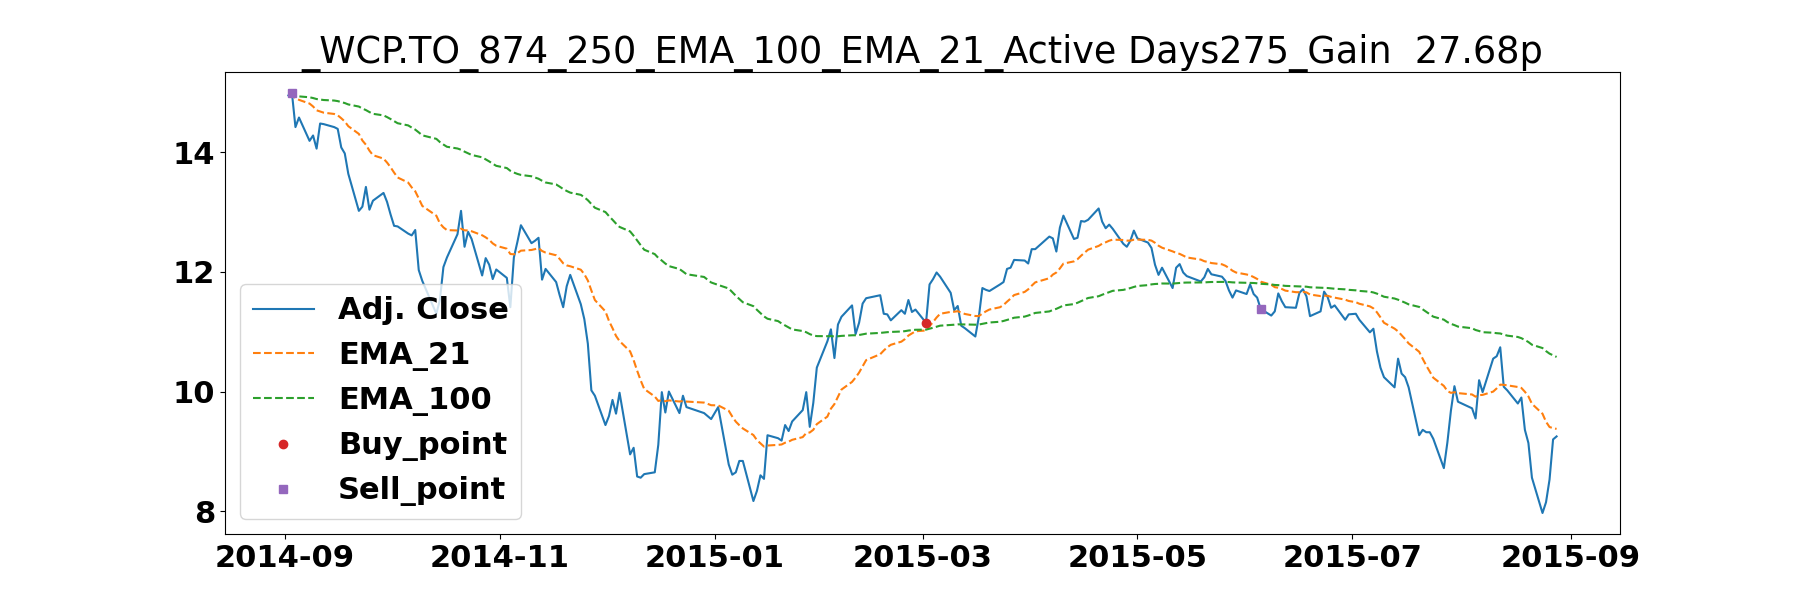 _WCP.TO_874_250_EMA_100_EMA_21_Active Days275_Gain  27.68p
14
12
10
8
Adj. Close
EMA_21
EMA_100
Buy_point
Sell_point
2014-09 2014-11 2015-01 2015-03 2015-05 2015-07 2015-09